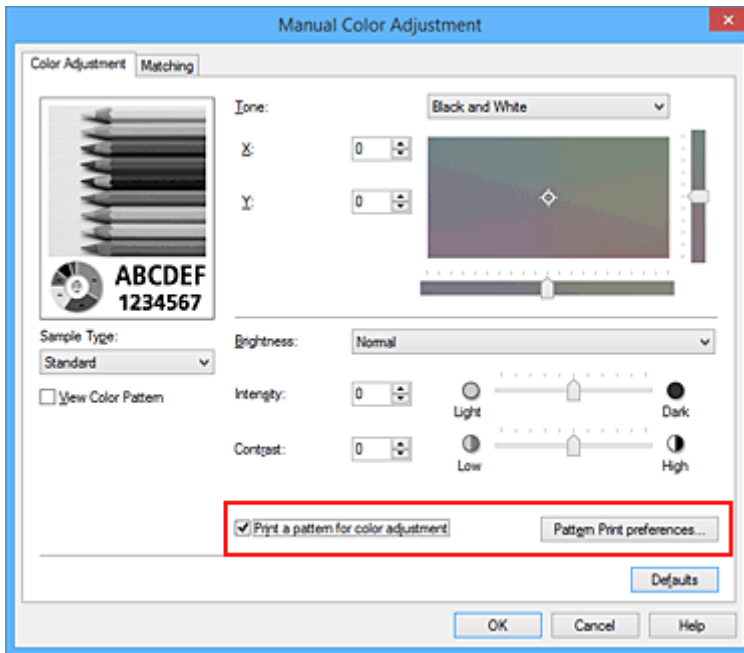 Manual Color Adjustment
Color Adjustment Matching
ABCDEF
1234567
Sample Type:
Standard
View Color Pattern
Tone: Black and White
X: 0
Y: 0
Brightness: Normal
Intensity: 0 Light Dark
Contrast: 0 Low High
Print a pattern for color adjustment Pattern Print preferences...
Defaults
OK Cancel Help